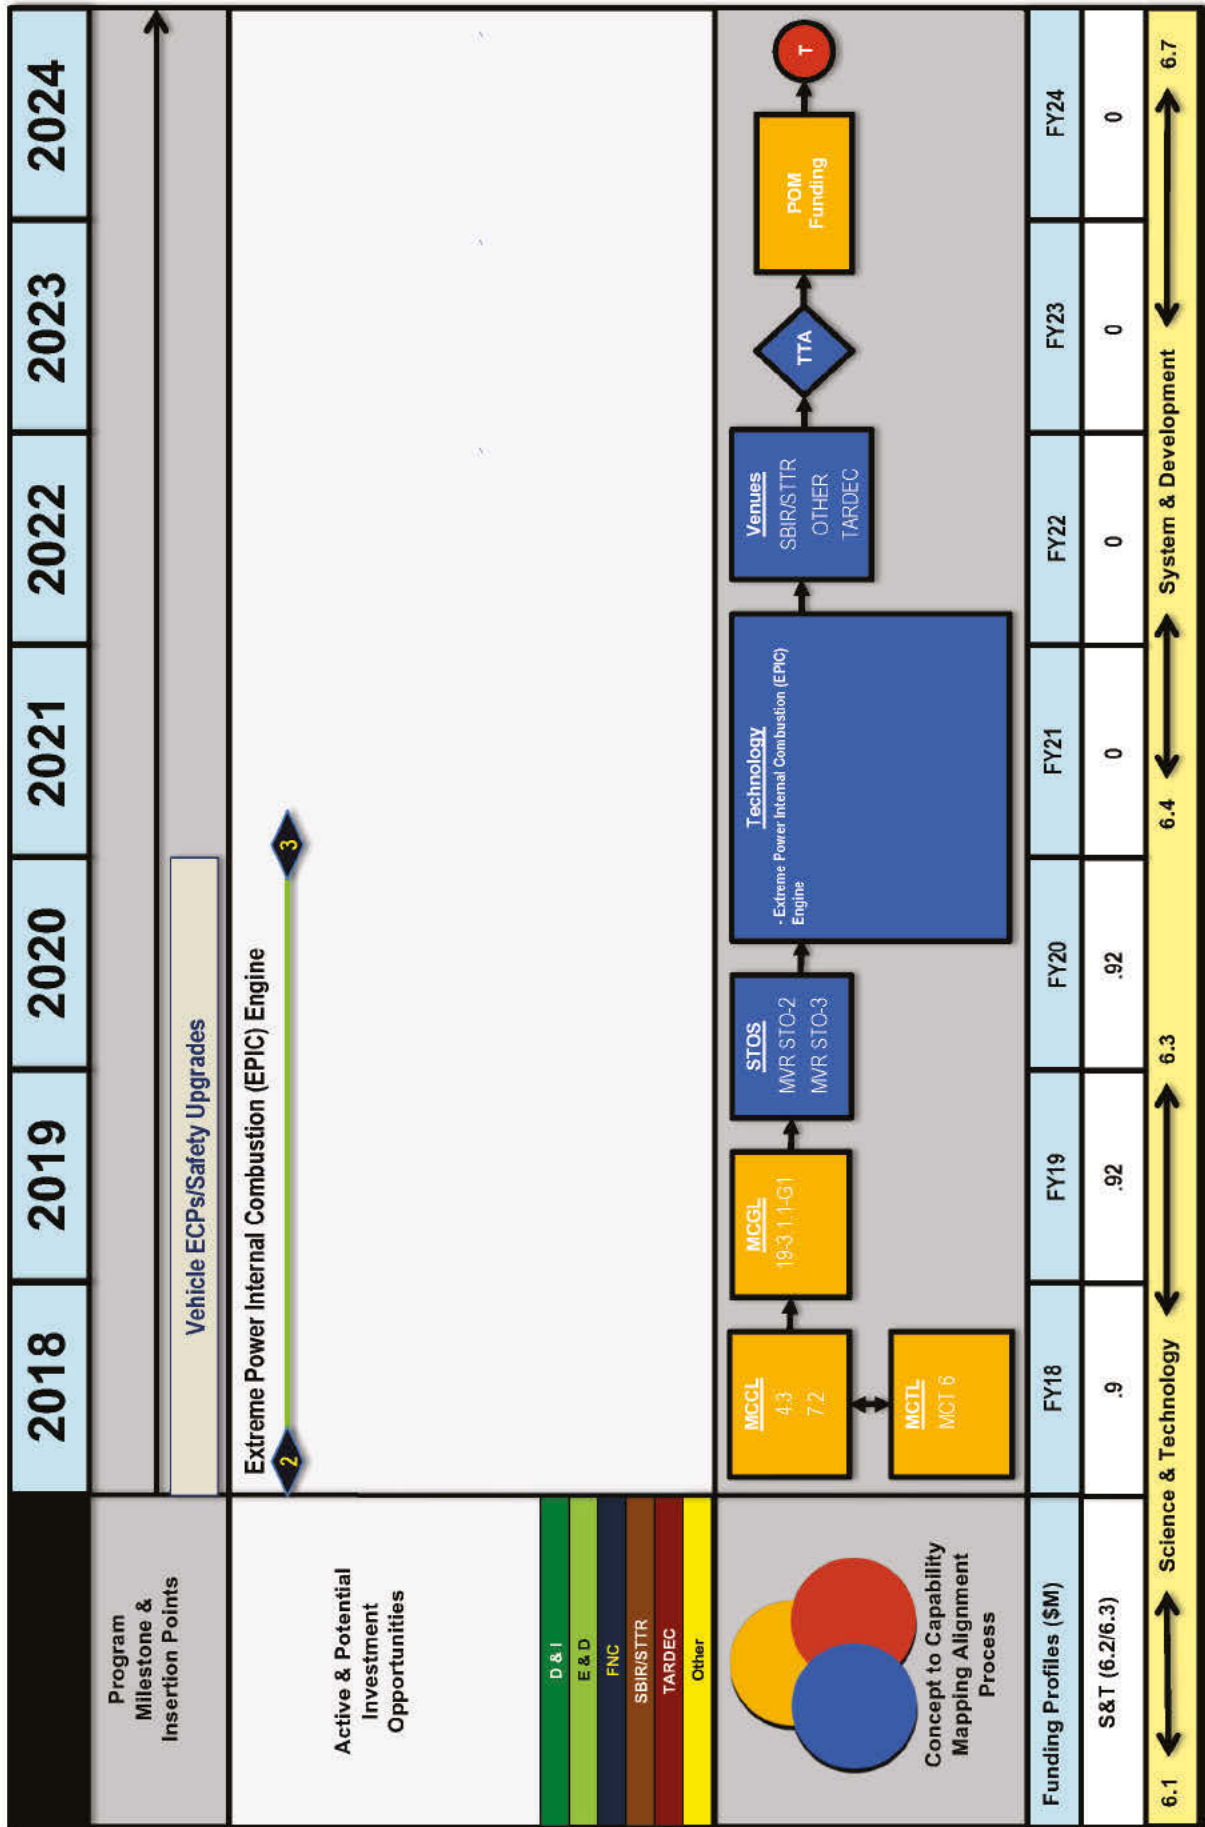 2018 2019 2020 2021 2022 2023 2024
Program
Milestone &
Insertion Points
Vehicle ECPs/Safety Upgrades
Active & Potential
Investment
Opportunities
Extreme Power Internal Combustion (EPIC) Engine
2
3
D & I
E & D
FNC
SBIR/STTR
TARDEC
Other
Concept to Capability
Mapping Alignment
Process
MCCL
4.3
7.2
MCTL
MCT 6
MCGL
19-3.1.1-G1
STOS
MVR STO-2
MVR STO-3
Technology
- Extreme Power Internal Combustion (EPIC)
Engine
Venues
SBIR/STTR
OTHER
TARDEC
TTA
POM
Funding
T
Funding Profiles ($M) FY18 FY19 FY20 FY21 FY22 FY23 FY24
S&T (6.2/6.3) .9 .92 .92 0 0 0 0
6.1 Science & Technology 6.3 6.4 System & Development 6.7